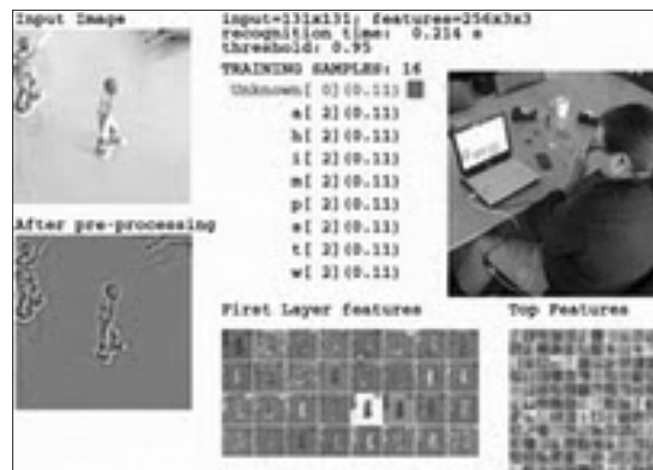 Input Image
input=131x131; features=256x3x3
recognition time: 0.214 s
threshold: 0.95
TRAINING SAMPLES: 16
Unknown[ 0](0.11)
a[ 2](0.11)
h[ 2](0.11)
i[ 2](0.11)
m[ 2](0.11)
p[ 2](0.11)
s[ 2](0.11)
t[ 2](0.11)
w[ 2](0.11)
After pre-processing
First Layer features
Top Features